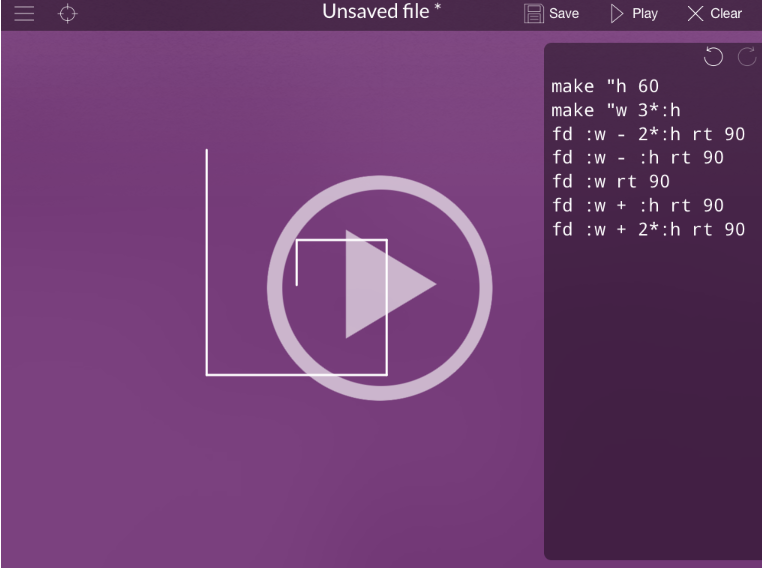 Unsaved file *
Save
Play
Clear
make "h 60
make "w 3*:h
fd :w - 2*:h rt 90
fd :w - :h rt 90
fd :w rt 90
fd :w + :h rt 90
fd :w + 2*:h rt 90